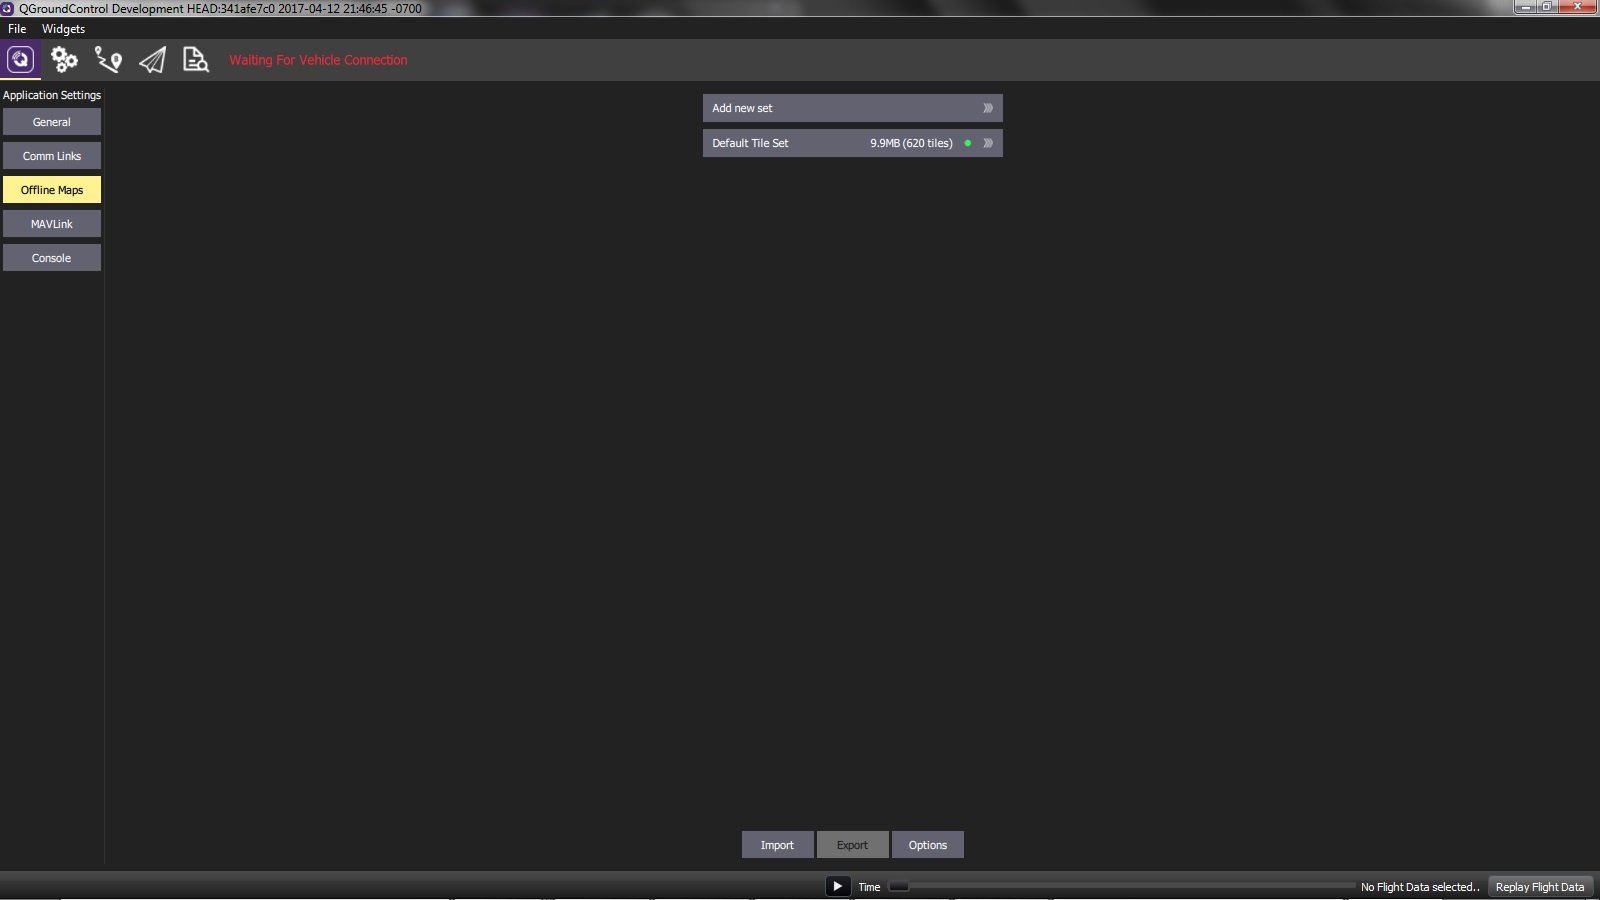 QGroundControl Development HEAD:341afe7c0 2017-04-12 21:46:45 -0700
File Widgets
Waiting For Vehicle Connection
Application Settings
General
Comm Links
Offline Maps
MAVLink
Console
Add new set
Default Tile Set 9.9MB (620 tiles)
Import Export Options
Time No Flight Data selected.. Replay Flight Data